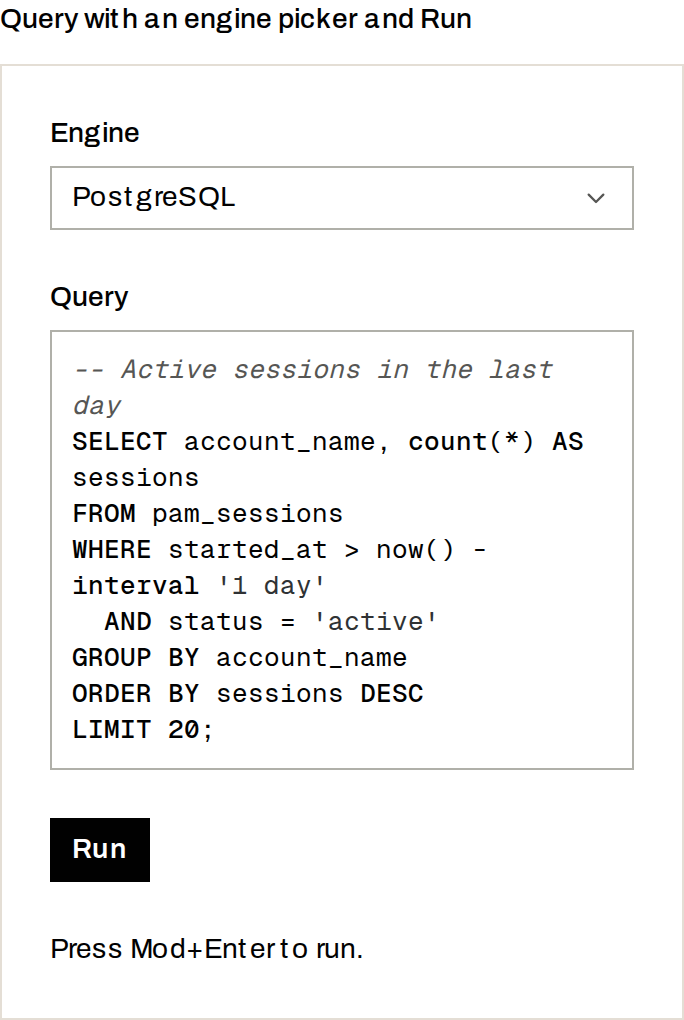 Query with an engine picker and Run
Engine
PostgreSQL
Query
-- Active sessions in the last
day
SELECT account_name, count(*) AS
sessions
FROM pam_sessions
WHERE started_at > now() -
interval '1 day'
  AND status = 'active'
GROUP BY account_name
ORDER BY sessions DESC
LIMIT 20;
Run
Press Mod+Enter to run.